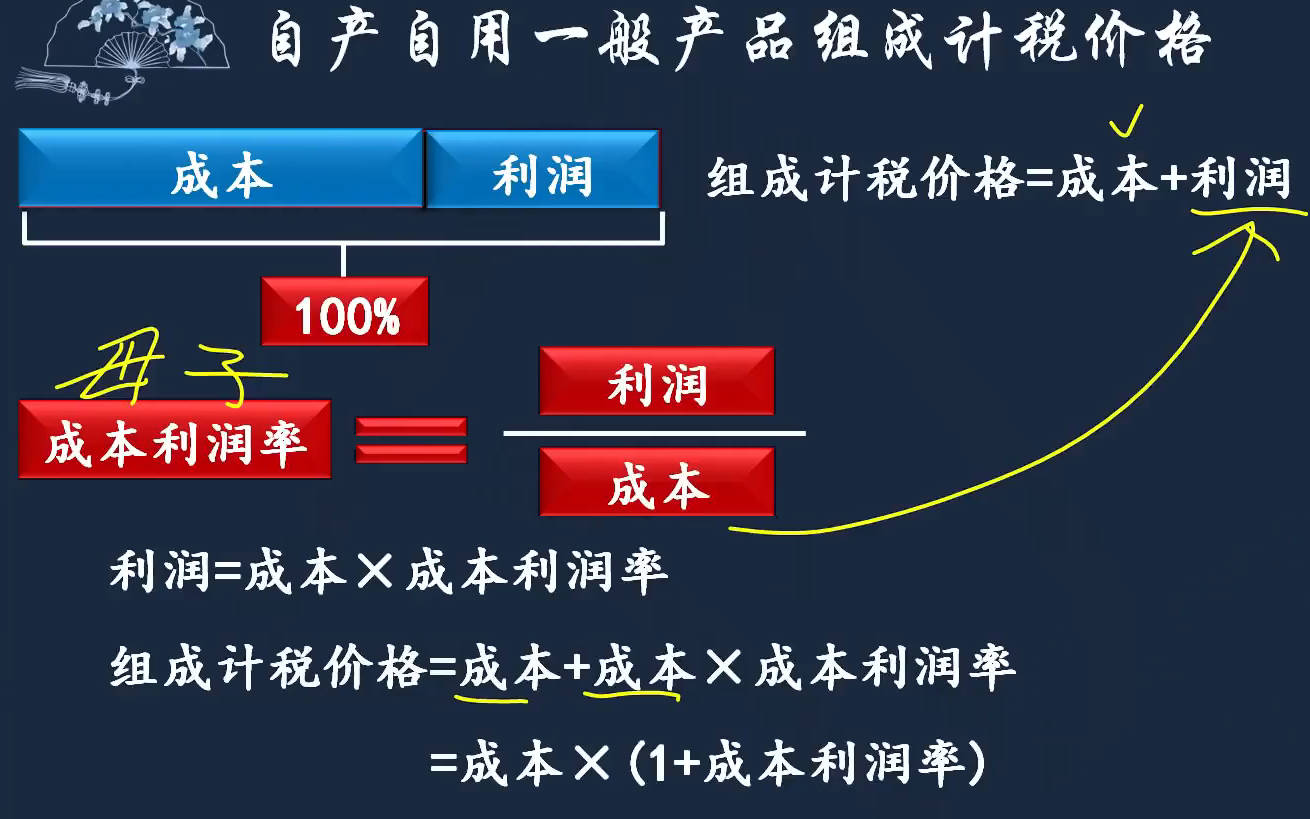 自产自用一般产品组成计税价格
成本 利润
组成计税价格=成本+利润
100%
母子
成本利润率 = 利润
成本
利润=成本×成本利润率
组成计税价格=成本+成本×成本利润率
=成本×(1+成本利润率)